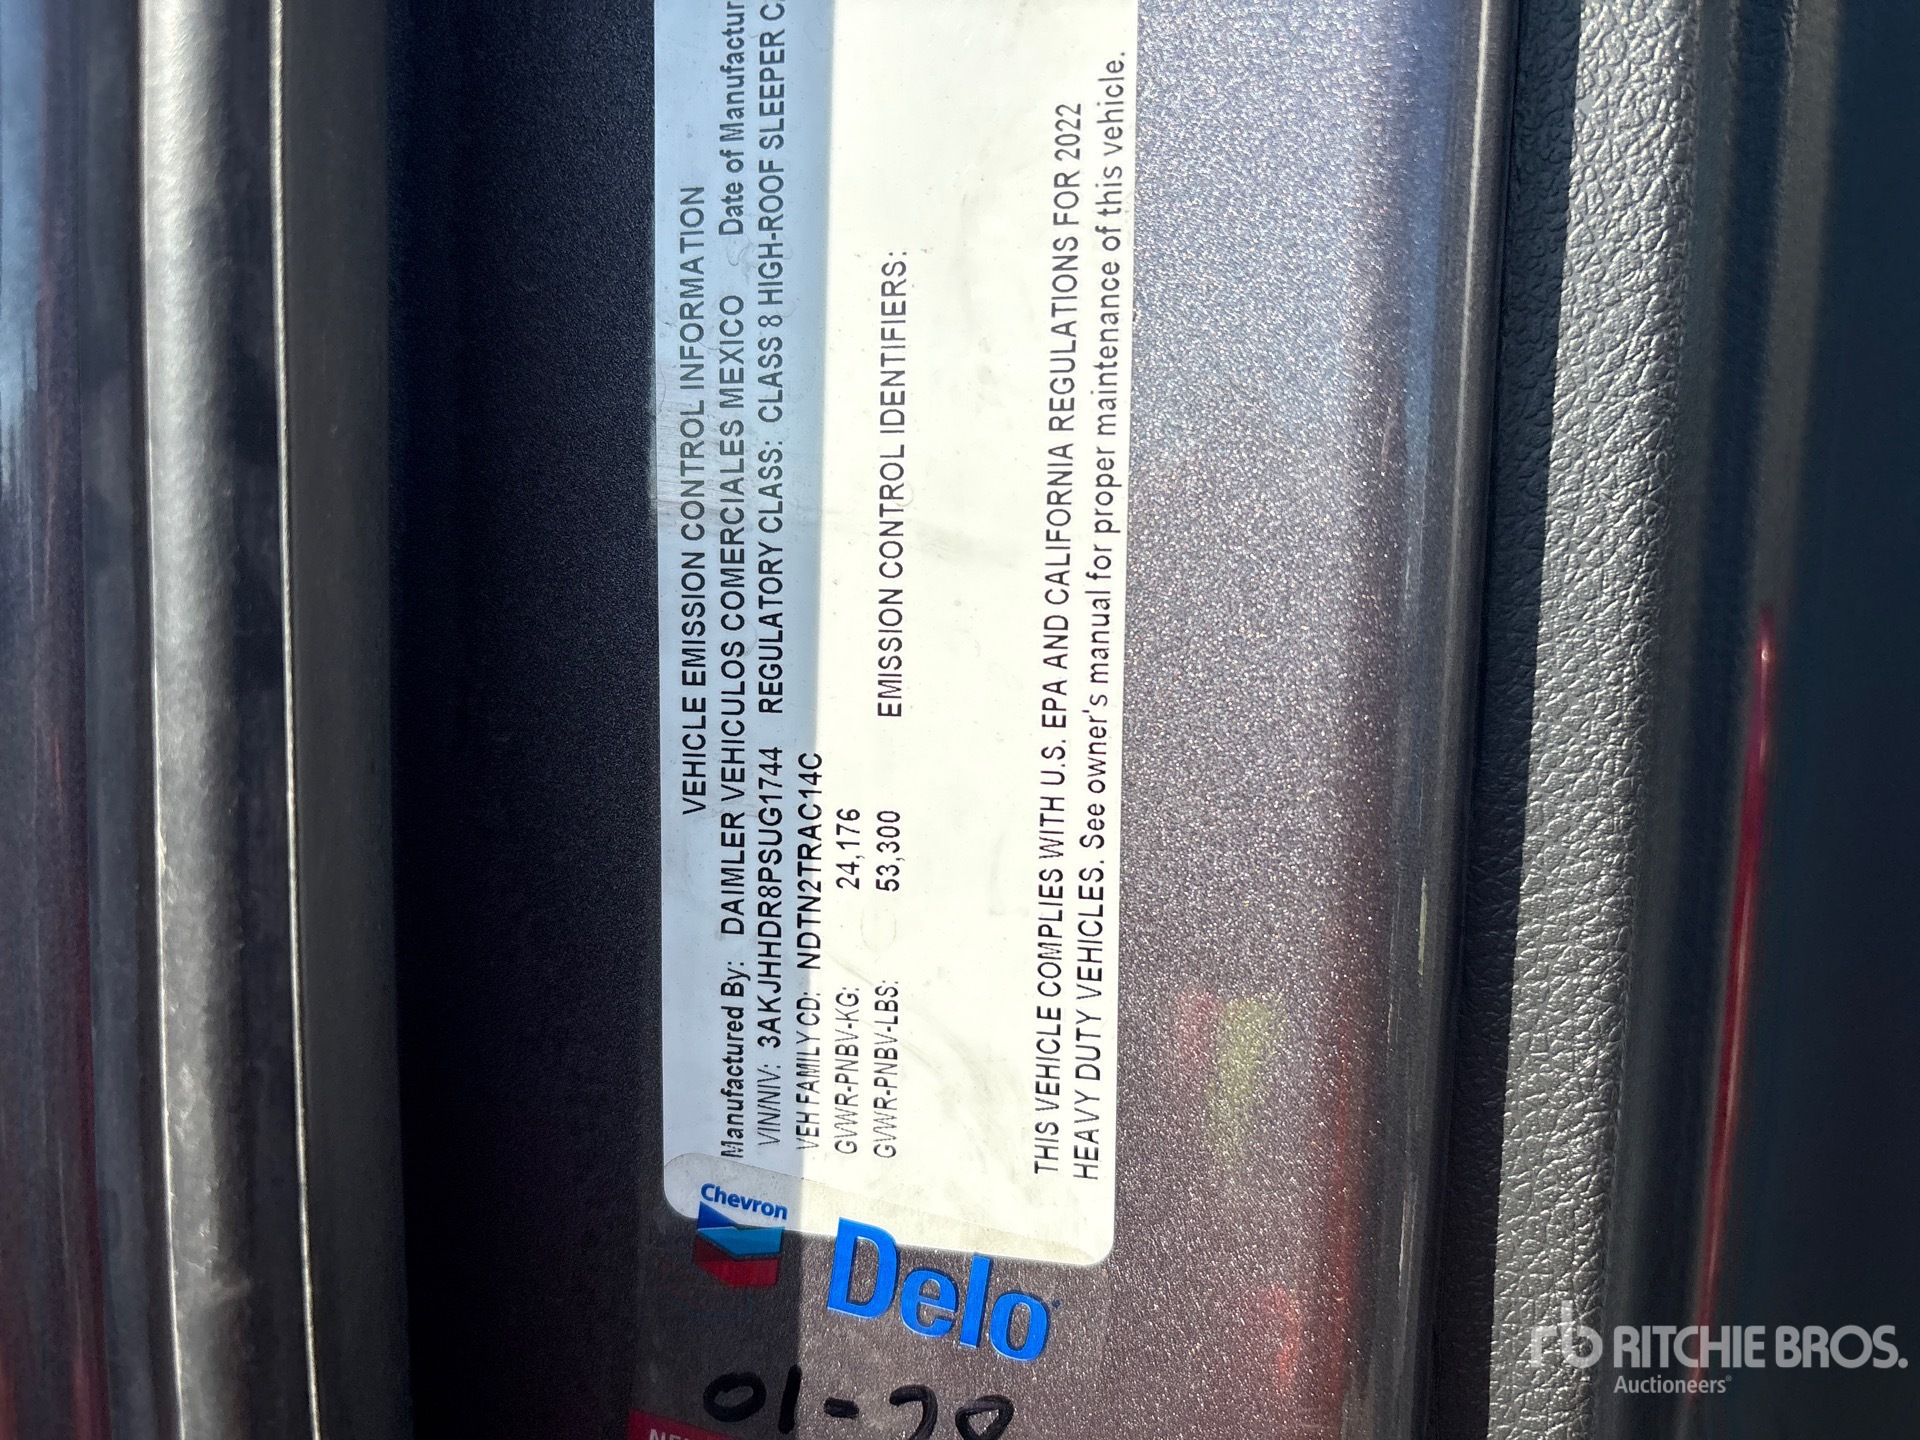 VEHICLE EMISSION CONTROL INFORMATION
Manufactured By: DAIMLER VEHICULOS COMERCIALES MEXICO Date of Manufactur
VIN/NIV: 3AKJHHDR8PSUG1744 REGULATORY CLASS: CLASS 8 HIGH-ROOF SLEEPER C
VEH FAMILY CD: NDTN2TRAC14C
GVWR-PNBV-KG: 24,176
GVWR-PNBV-LBS: 53,300 EMISSION CONTROL IDENTIFIERS:
THIS VEHICLE COMPLIES WITH U.S. EPA AND CALIFORNIA REGULATIONS FOR 2022
HEAVY DUTY VEHICLES. See owner's manual for proper maintenance of this vehicle.
Chevron
Delo
rb RITCHIE BROS.
Auctioneers